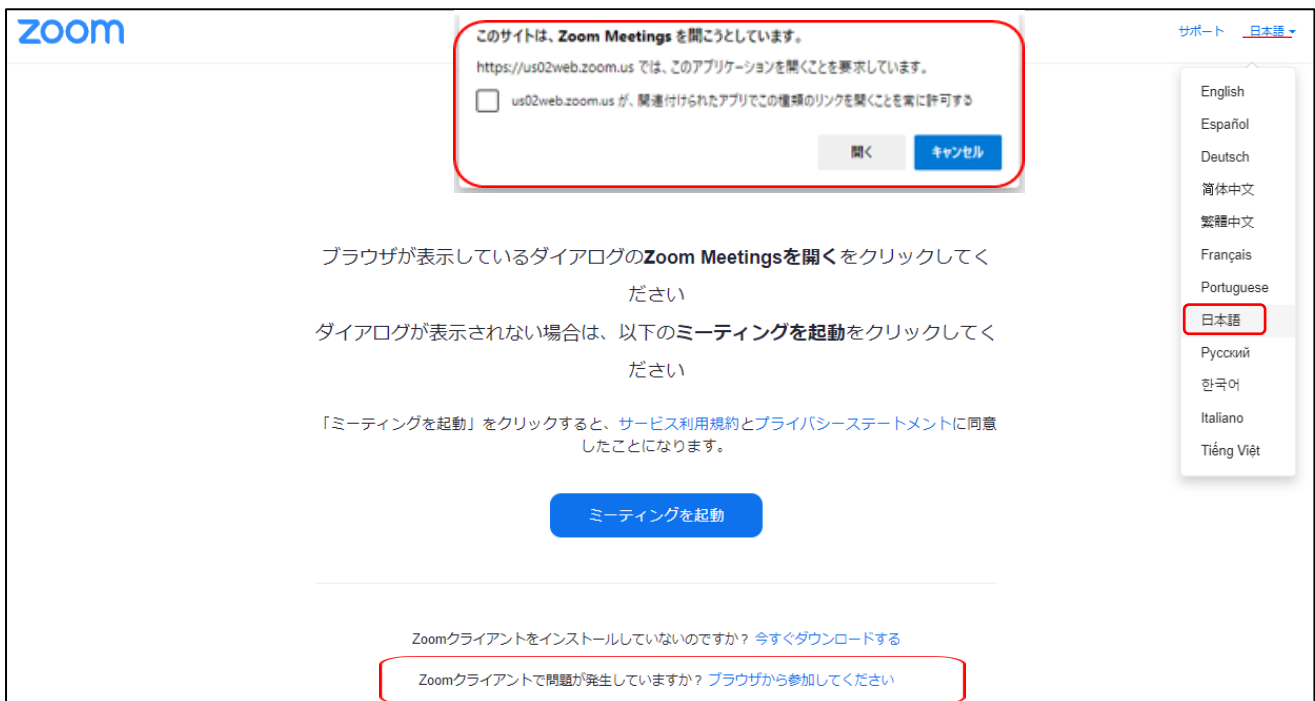 zoom
サポート 日本語
このサイトは、Zoom Meetings を開こうとしています。
https://us02web.zoom.us では、このアプリケーションを開くことを要求しています。
us02web.zoom.us が、関連付けられたアプリでこの種類のリンクを開くことを常に許可する
開く キャンセル
English
Español
Deutsch
简体中文
繁體中文
Français
Portuguese
日本語
Русский
한국어
Italiano
Tiếng Việt
ブラウザが表示しているダイアログのZoom Meetingsを開くをクリックしてく
ださい
ダイアログが表示されない場合は、以下のミーティングを起動をクリックしてく
ださい
「ミーティングを起動」をクリックすると、サービス利用規約とプライバシーステートメントに同意
したことになります。
ミーティングを起動
Zoomクライアントをインストールしていないのですか？ 今すぐダウンロードする
Zoomクライアントで問題が発生していますか？ ブラウザから参加してください